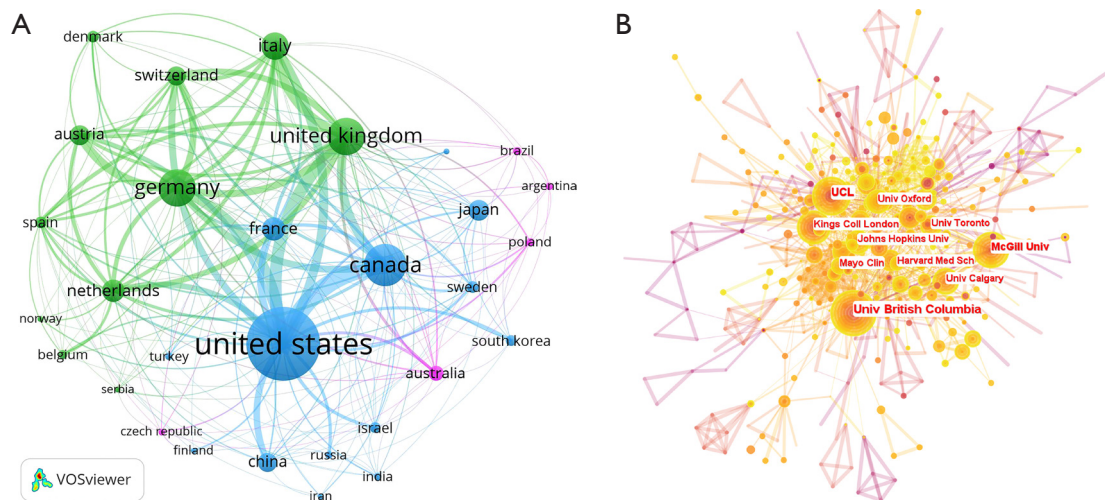 A
denmark
italy
switzerland
austria
united kingdom
brazil
germany
argentina
spain
france
japan
poland
canada
netherlands
sweden
norway
united states
south korea
belgium
turkey
australia
serbia
czech republic
israel
finland
russia
china
india
iran
VOSviewer
B
UCL
Univ Oxford
Kings Coll London
Univ Toronto
Johns Hopkins Univ
McGill Univ
Mayo Clin
Harvard Med Sch
Univ Calgary
Univ British Columbia